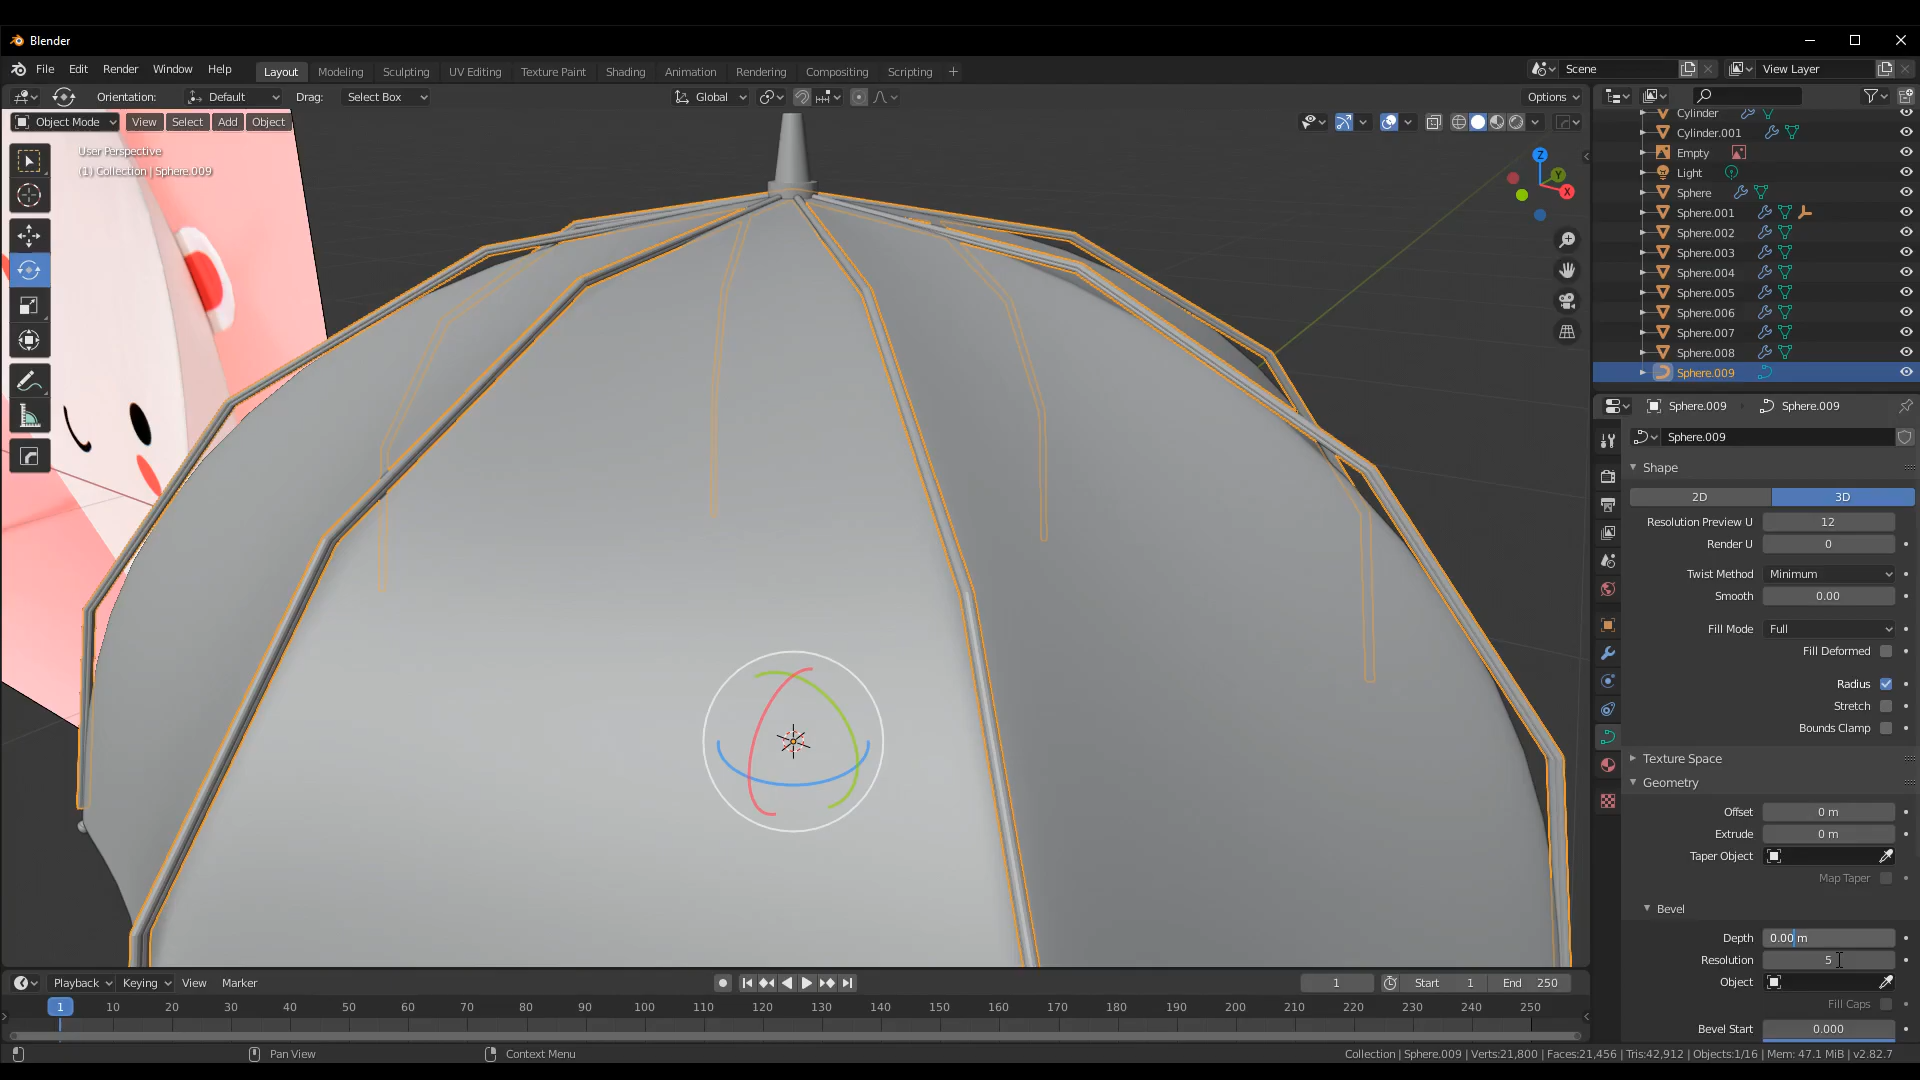 Blender
File Edit Render Window Help Layout Modeling Sculpting UV Editing Texture Paint Shading Animation Rendering Compositing Scripting + Scene View Layer
Orientation: Default Drag: Select Box Global Options
Object Mode View Select Add Object
User Perspective
(1) Collection | Sphere.009
Z
Y
X
Cylinder
Cylinder.001
Empty
Light
Sphere
Sphere.001
Sphere.002
Sphere.003
Sphere.004
Sphere.005
Sphere.006
Sphere.007
Sphere.008
Sphere.009
Sphere.009 Sphere.009
Sphere.009
Shape
2D 3D
Resolution Preview U 12
Render U 0
Twist Method Minimum
Smooth 0.00
Fill Mode Full
Fill Deformed
Radius
Stretch
Bounds Clamp
Texture Space
Geometry
Offset 0 m
Extrude 0 m
Taper Object
Map Taper
Bevel
Depth 0.00 m
Resolution 5
Object
Fill Caps
Bevel Start 0.000
Playback Keying View Marker 1 Start 1 End 250
1 10 20 30 40 50 60 70 80 90 100 110 120 130 140 150 160 170 180 190 200 210 220 230 240 250
Pan View Context Menu Collection | Sphere.009 | Verts:21,800 | Faces:21,456 | Tris:42,912 | Objects:1/16 | Mem: 47.1 MiB | v2.82.7